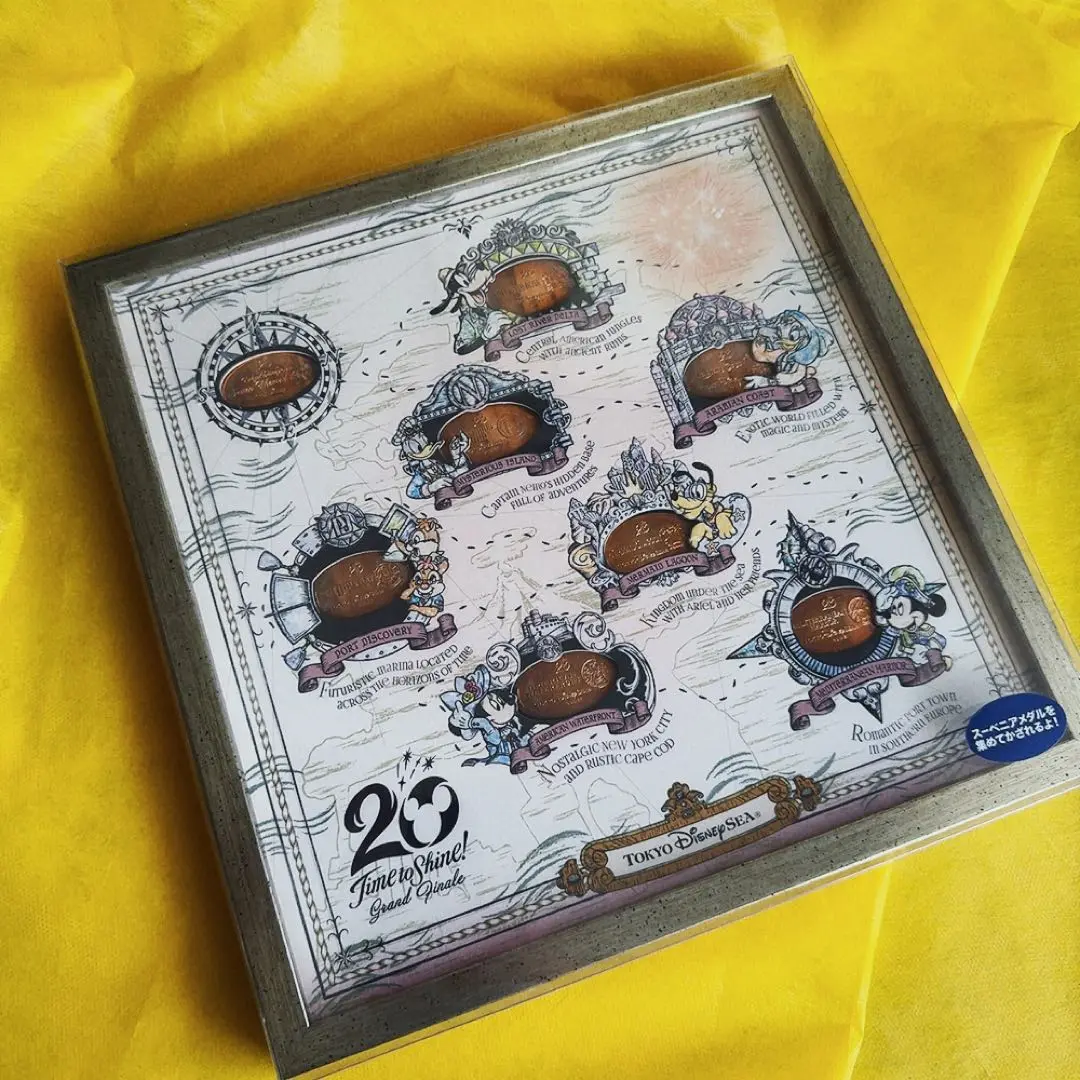 LOST RIVER DELTA
CENTRAL AMERICAN JUNGLES
WITH ANCIENT RUINS
ARABIAN COAST
EXOTIC WORLD FILLED WITH
MAGIC AND MYSTERY
MYSTERIOUS ISLAND
CAPTAIN NEMO'S HIDDEN BASE
FULL OF ADVENTURES
MERMAID LAGOON
KINGDOM UNDER THE SEA
WITH ARIEL AND HER FRIENDS
PORT DISCOVERY
FUTURISTIC MARINA LOCATED
ACROSS THE HORIZONS OF TIME
MEDITERRANEAN HARBOR
ROMANTIC PORT TOWN
IN SOUTHERN EUROPE
AMERICAN WATERFRONT
NOSTALGIC NEW YORK CITY
AND RUSTIC CAPE COD
スーベニアメダルを
集めてかざれるよ!
20
Time to Shine!
Grand Finale
TOKYO DISNEYSEA®